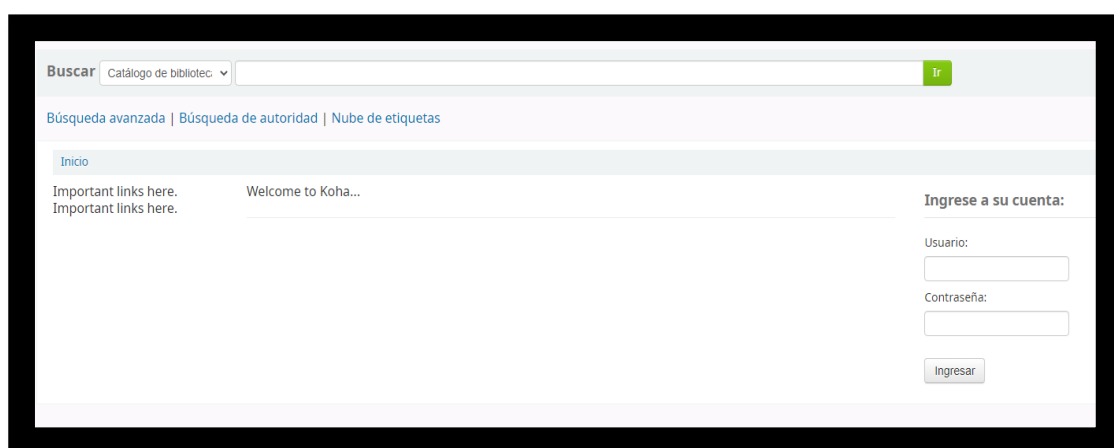 Buscar Catálogo de bibliotec Ir
Búsqueda avanzada | Búsqueda de autoridad | Nube de etiquetas
Inicio
Important links here.
Important links here.
Welcome to Koha...
Ingrese a su cuenta:
Usuario:
Contraseña:
Ingresar